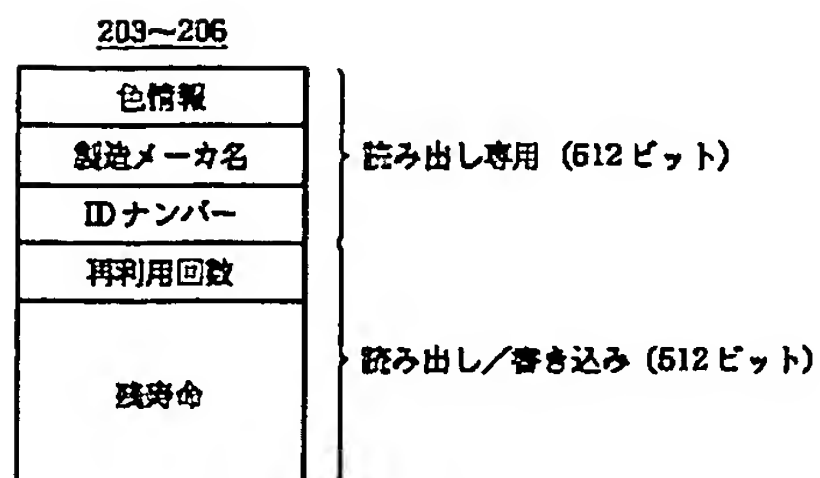 203〜206
色情報
製造メーカ名
読み出し専用 (512ビット)
IDナンバー
再利用回数
読み出し／書き込み (512ビット)
残寿命